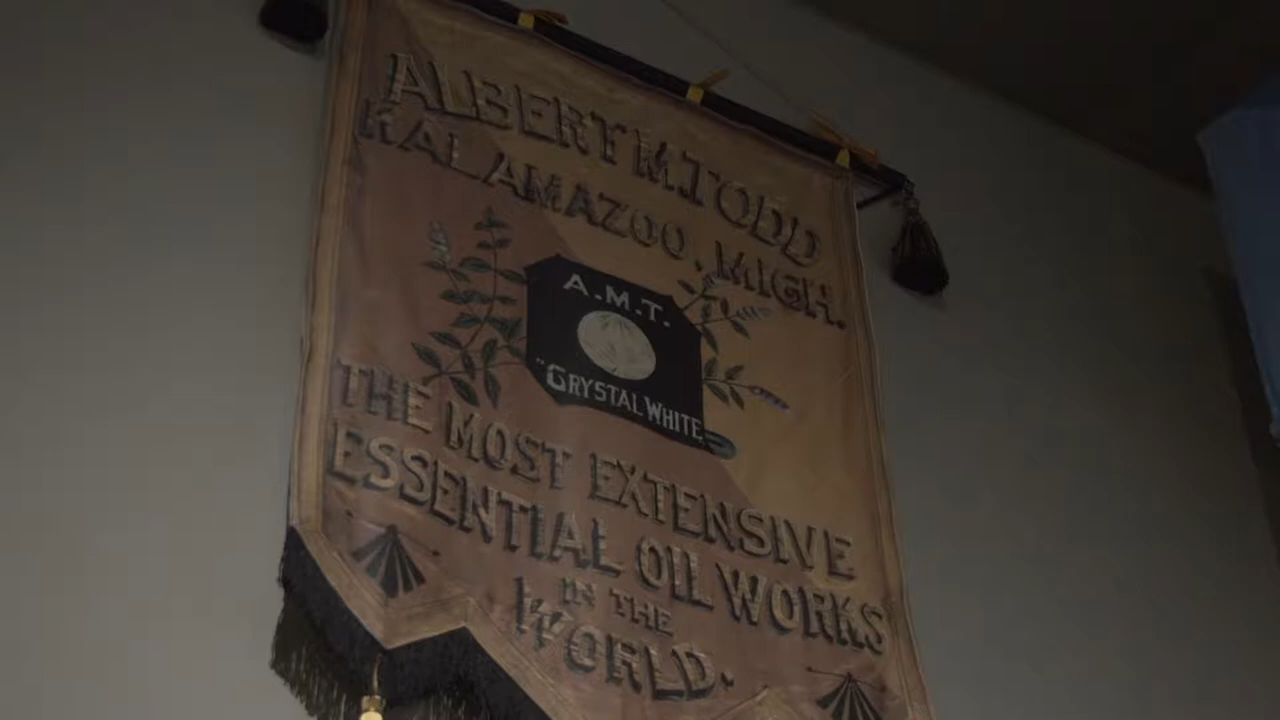 ALBERT M. TODD
KALAMAZOO, MICH.
A.M.T.
"CRYSTAL WHITE
THE MOST EXTENSIVE
ESSENTIAL OIL WORKS
IN THE
WORLD.